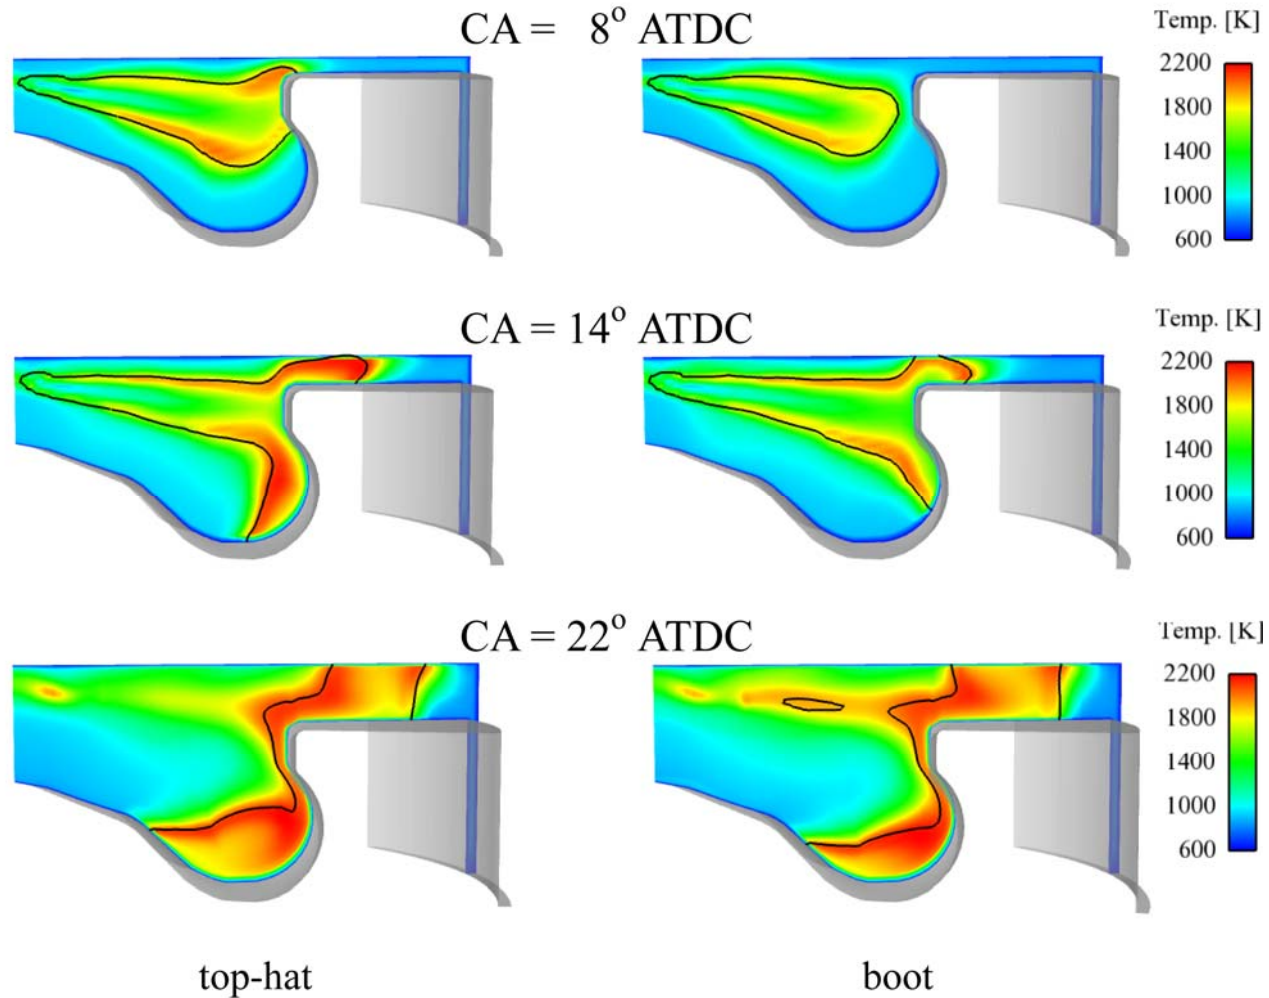 CA = 8° ATDC
Temp. [K]
2200
1800
1400
1000
600
CA = 14° ATDC
Temp. [K]
2200
1800
1400
1000
600
CA = 22° ATDC
Temp. [K]
2200
1800
1400
1000
600
top-hat
boot